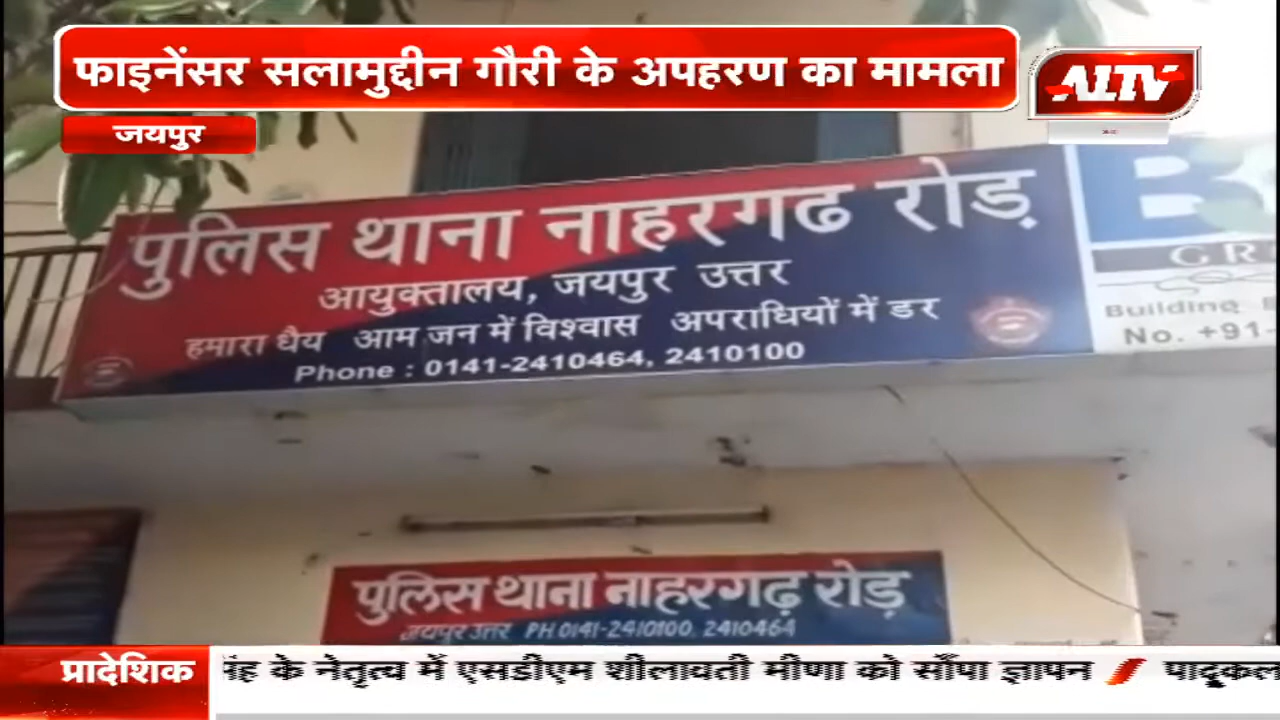 फाइनेंसर सलामुद्दीन गौरी के अपहरण का मामला
ALTV
जयपुर
पुलिस थाना नाहरगढ रोड़
आयुक्तालय, जयपुर उत्तर
हमारा धैय आम जन में विश्वास अपराधियों में डर
Phone : 0141-2410464, 2410100
B
GR
Building
No. +91-
पुलिस थाना नाहरगढ़ रोड़
जयपुर उत्तर PH.0141-2410100, 2410464
प्रादेशिक
के नेतृत्व में एसडीएम शीलावती मीणा को सौंपा ज्ञापन